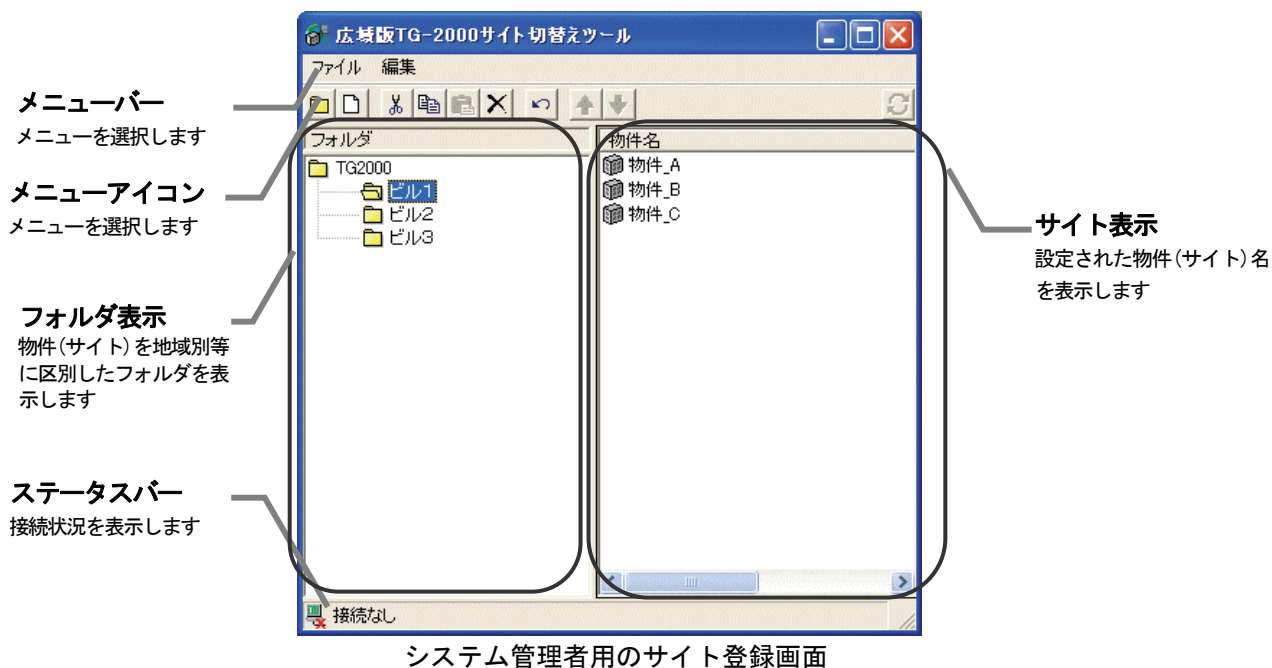 広域版TG-2000サイト切替えツール
ファイル 編集
メニューバー
メニューを選択します
メニューアイコン
メニューを選択します
フォルダ表示
物件(サイト)を地域別等
に区別したフォルダを表
示します
ステータスバー
接続状況を表示します
フォルダ
TG2000
ビル1
ビル2
ビル3
物件名
物件_A
物件_B
物件_C
サイト表示
設定された物件(サイト)名
を表示します
接続なし
システム管理者用のサイト登録画面